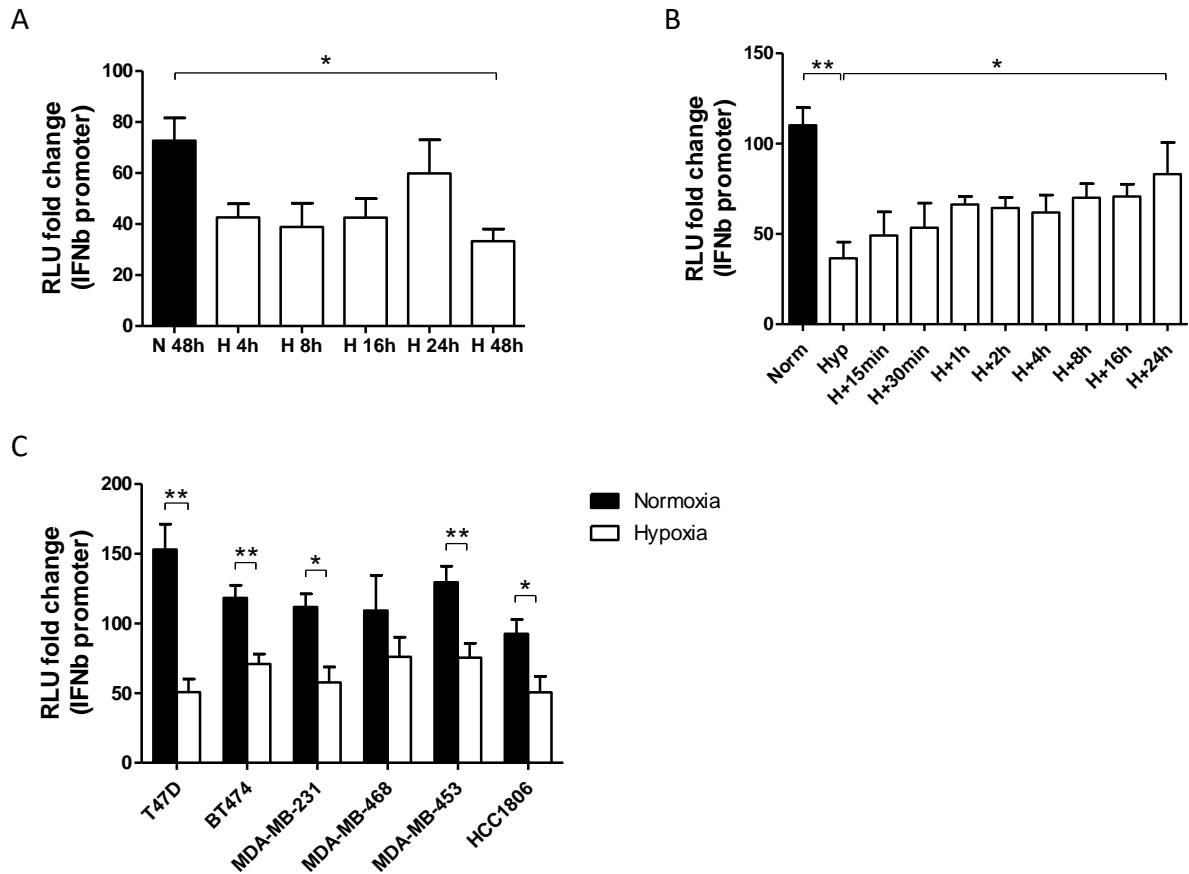 A
RLU fold change
(IFNb promoter)
100
80
60
40
20
0
*
N 48h H 4h H 8h H 16h H 24h H 48h
B
RLU fold change
(IFNb promoter)
150
100
50
0
** *
Norm Hyp H+15min H+30min H+1h H+2h H+4h H+8h H+16h H+24h
C
RLU fold change
(IFNb promoter)
200
150
100
50
0
** ** * ** *
T47D BT474 MDA-MB-231 MDA-MB-468 MDA-MB-453 HCC1806
Normoxia
Hypoxia